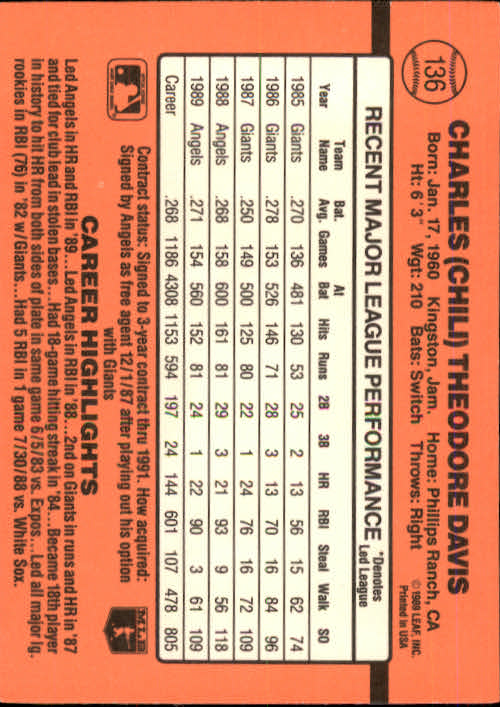 136
CHARLES (CHILI) THEODORE DAVIS
Born: Jan. 17, 1960 Kingston, Jam. Home: Phillips Ranch, CA
Ht: 6' 3" Wgt: 210 Bats: Switch Throws: Right
© 1989 LEAF, INC.
Printed in USA
RECENT MAJOR LEAGUE PERFORMANCE *Denotes Led League
Year Team Name Bat. Avg. Games At Bat Hits Runs 2B 3B HR RBI Steal Walk SO
1985 Giants .270 136 481 130 53 25 2 13 56 15 62 74
1986 Giants .278 153 526 146 71 28 3 13 70 16 84 96
1987 Giants .250 149 500 125 80 22 1 24 76 16 72 109
1988 Angels .268 158 600 161 81 29 3 21 93 9 56 118
1989 Angels .271 154 560 152 81 24 1 22 90 3 61 109
Career .268 1186 4308 1153 594 197 24 144 601 107 478 805
Contract status: Signed to 3-year contract thru 1991. How acquired:
Signed by Angels as free agent 12/1/87 after playing out his option
with Giants
MLB
CAREER HIGHLIGHTS
Led Angels in HR and RBI in '89...Led Angels in RBI in '88...2nd on Giants in runs and HR in '87
and tied for club lead in stolen bases...Had 18-game hitting streak in '84...Became 18th player
in history to hit HR from both sides of plate in same game 6/5/83 vs. Expos...Led all major lg.
rookies in RBI (76) in '82 w/Giants...Had 5 RBI in 1 game 7/30/88 vs. White Sox.